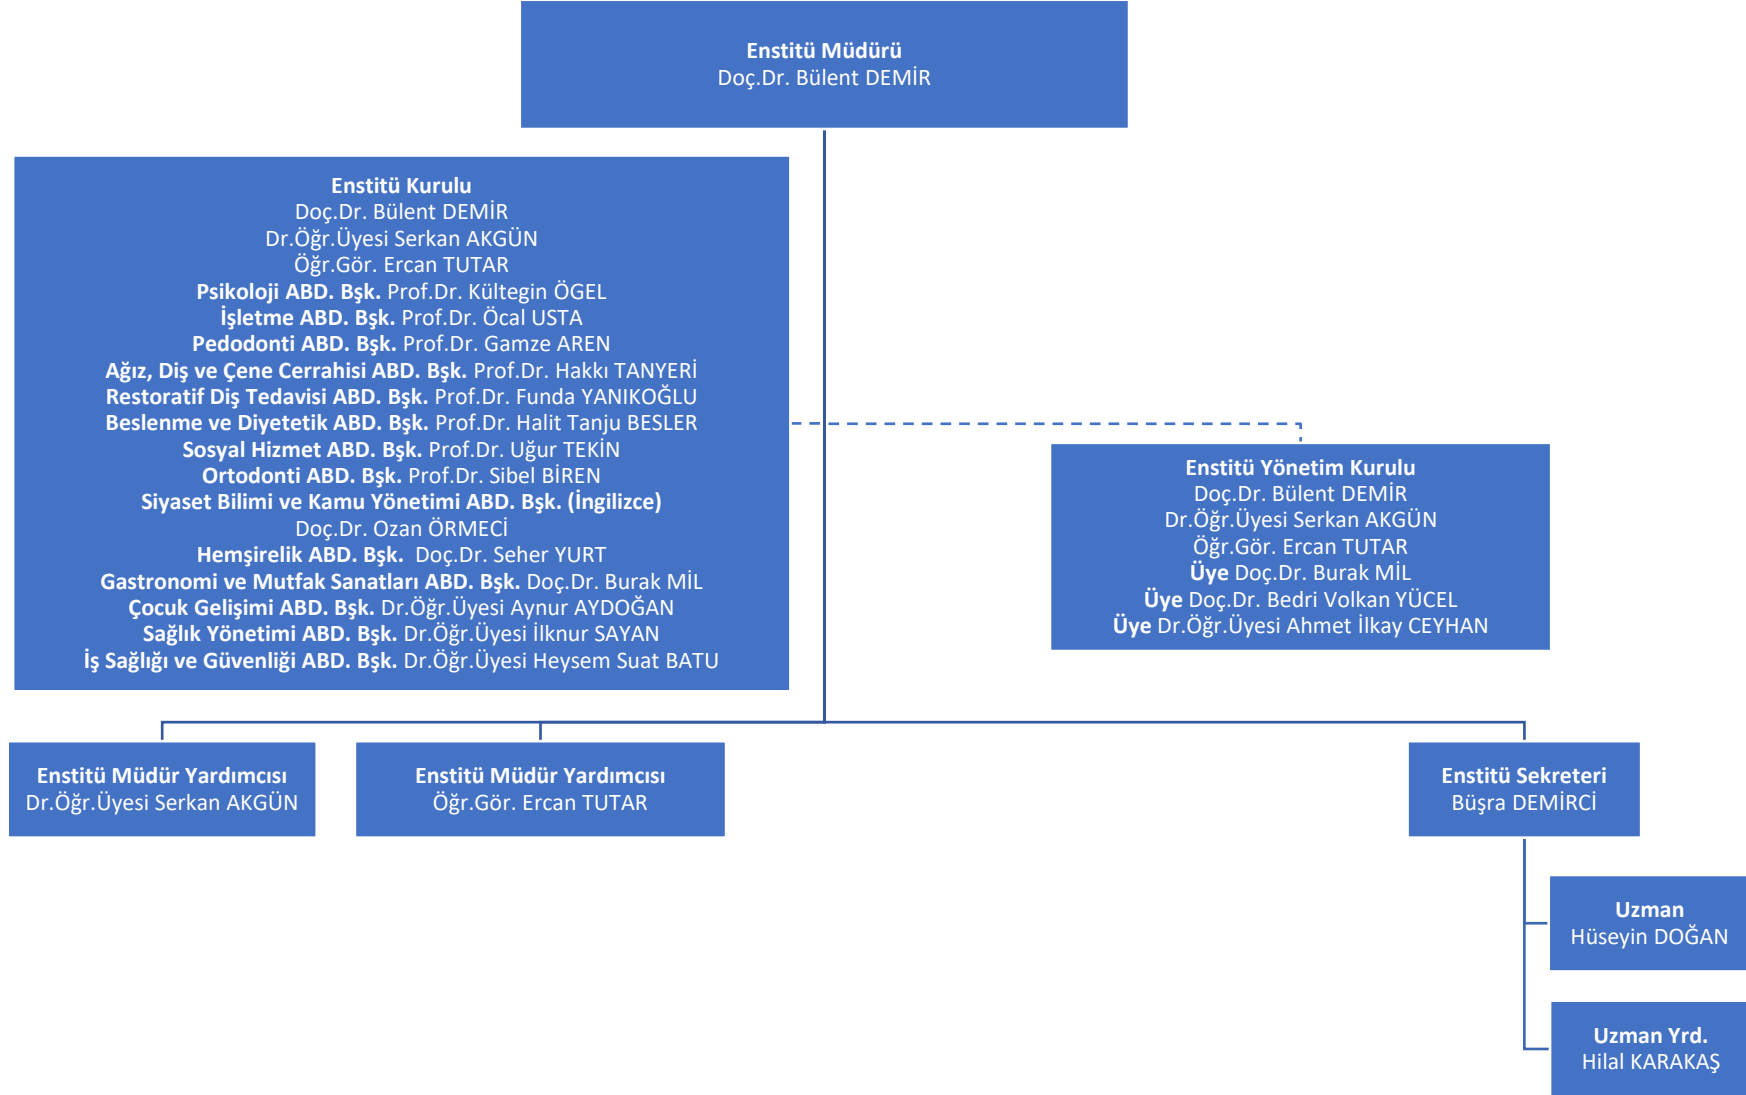 Enstitü Müdürü
Doç.Dr. Bülent DEMİR
Enstitü Kurulu
Doç.Dr. Bülent DEMİR
Dr.Öğr.Üyesi Serkan AKGÜN
Öğr.Gör. Ercan TUTAR
Psikoloji ABD. Bşk. Prof.Dr. Kültegin ÖGEL
İşletme ABD. Bşk. Prof.Dr. Öcal USTA
Pedodonti ABD. Bşk. Prof.Dr. Gamze AREN
Ağız, Diş ve Çene Cerrahisi ABD. Bşk. Prof.Dr. Hakkı TANYERİ
Restoratif Diş Tedavisi ABD. Bşk. Prof.Dr. Funda YANIKOĞLU
Beslenme ve Diyetetik ABD. Bşk. Prof.Dr. Halit Tanju BESLER
Sosyal Hizmet ABD. Bşk. Prof.Dr. Uğur TEKİN
Ortodonti ABD. Bşk. Prof.Dr. Sibel BİREN
Siyaset Bilimi ve Kamu Yönetimi ABD. Bşk. (İngilizce)
Doç.Dr. Ozan ÖRMECİ
Hemşirelik ABD. Bşk. Doç.Dr. Seher YURT
Gastronomi ve Mutfak Sanatları ABD. Bşk. Doç.Dr. Burak MİL
Çocuk Gelişimi ABD. Bşk. Dr.Öğr.Üyesi Aynur AYDOĞAN
Sağlık Yönetimi ABD. Bşk. Dr.Öğr.Üyesi İlknur SAYAN
İş Sağlığı ve Güvenliği ABD. Bşk. Dr.Öğr.Üyesi Heysem Suat BATU
Enstitü Yönetim Kurulu
Doç.Dr. Bülent DEMİR
Dr.Öğr.Üyesi Serkan AKGÜN
Öğr.Gör. Ercan TUTAR
Üye Doç.Dr. Burak MİL
Üye Doç.Dr. Bedri Volkan YÜCEL
Üye Dr.Öğr.Üyesi Ahmet İlkay CEYHAN
Enstitü Müdür Yardımcısı
Dr.Öğr.Üyesi Serkan AKGÜN
Enstitü Müdür Yardımcısı
Öğr.Gör. Ercan TUTAR
Enstitü Sekreteri
Büşra DEMİRCİ
Uzman
Hüseyin DOĞAN
Uzman Yrd.
Hilal KARAKAŞ